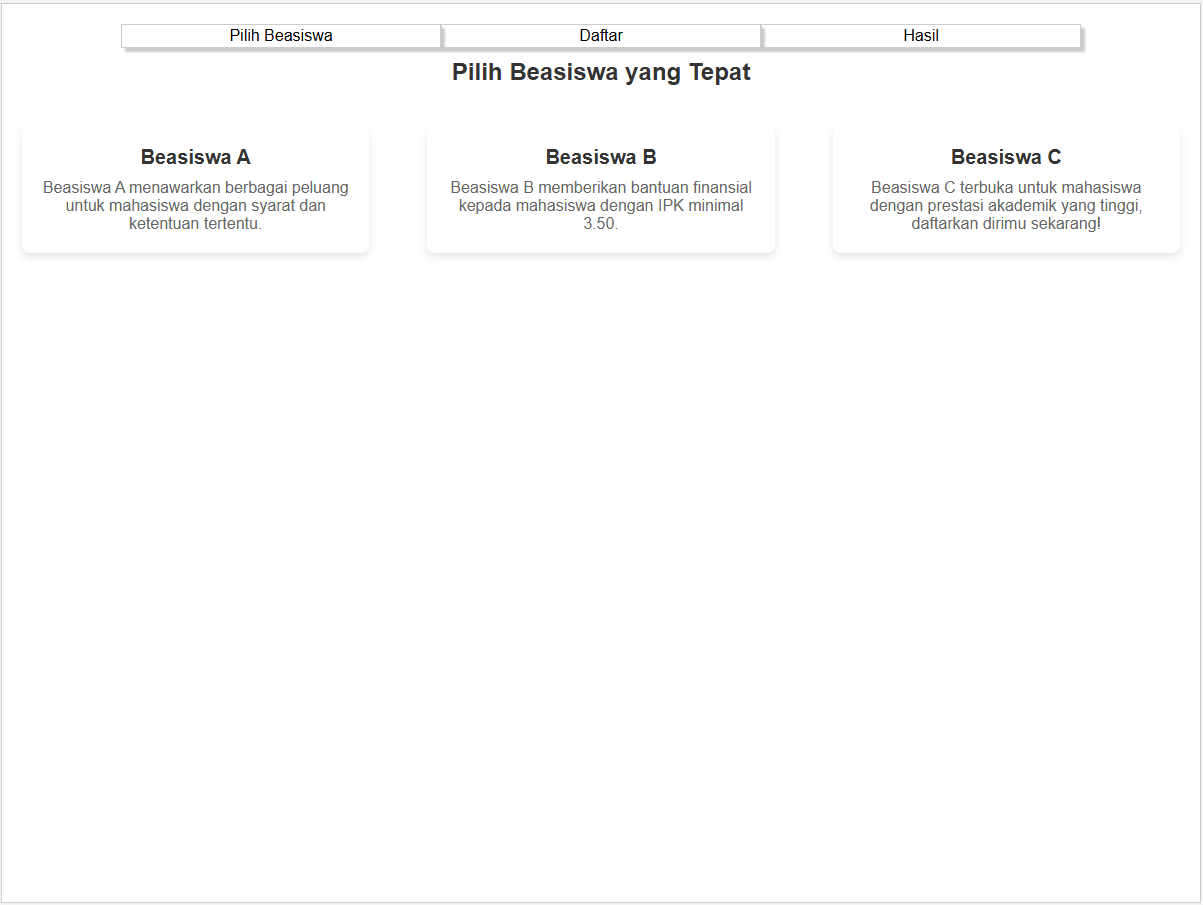 Pilih Beasiswa
Daftar
Hasil
Pilih Beasiswa yang Tepat
Beasiswa A
Beasiswa A menawarkan berbagai peluang
untuk mahasiswa dengan syarat dan
ketentuan tertentu.
Beasiswa B
Beasiswa B memberikan bantuan finansial
kepada mahasiswa dengan IPK minimal
3.50.
Beasiswa C
Beasiswa C terbuka untuk mahasiswa
dengan prestasi akademik yang tinggi,
daftarkan dirimu sekarang!